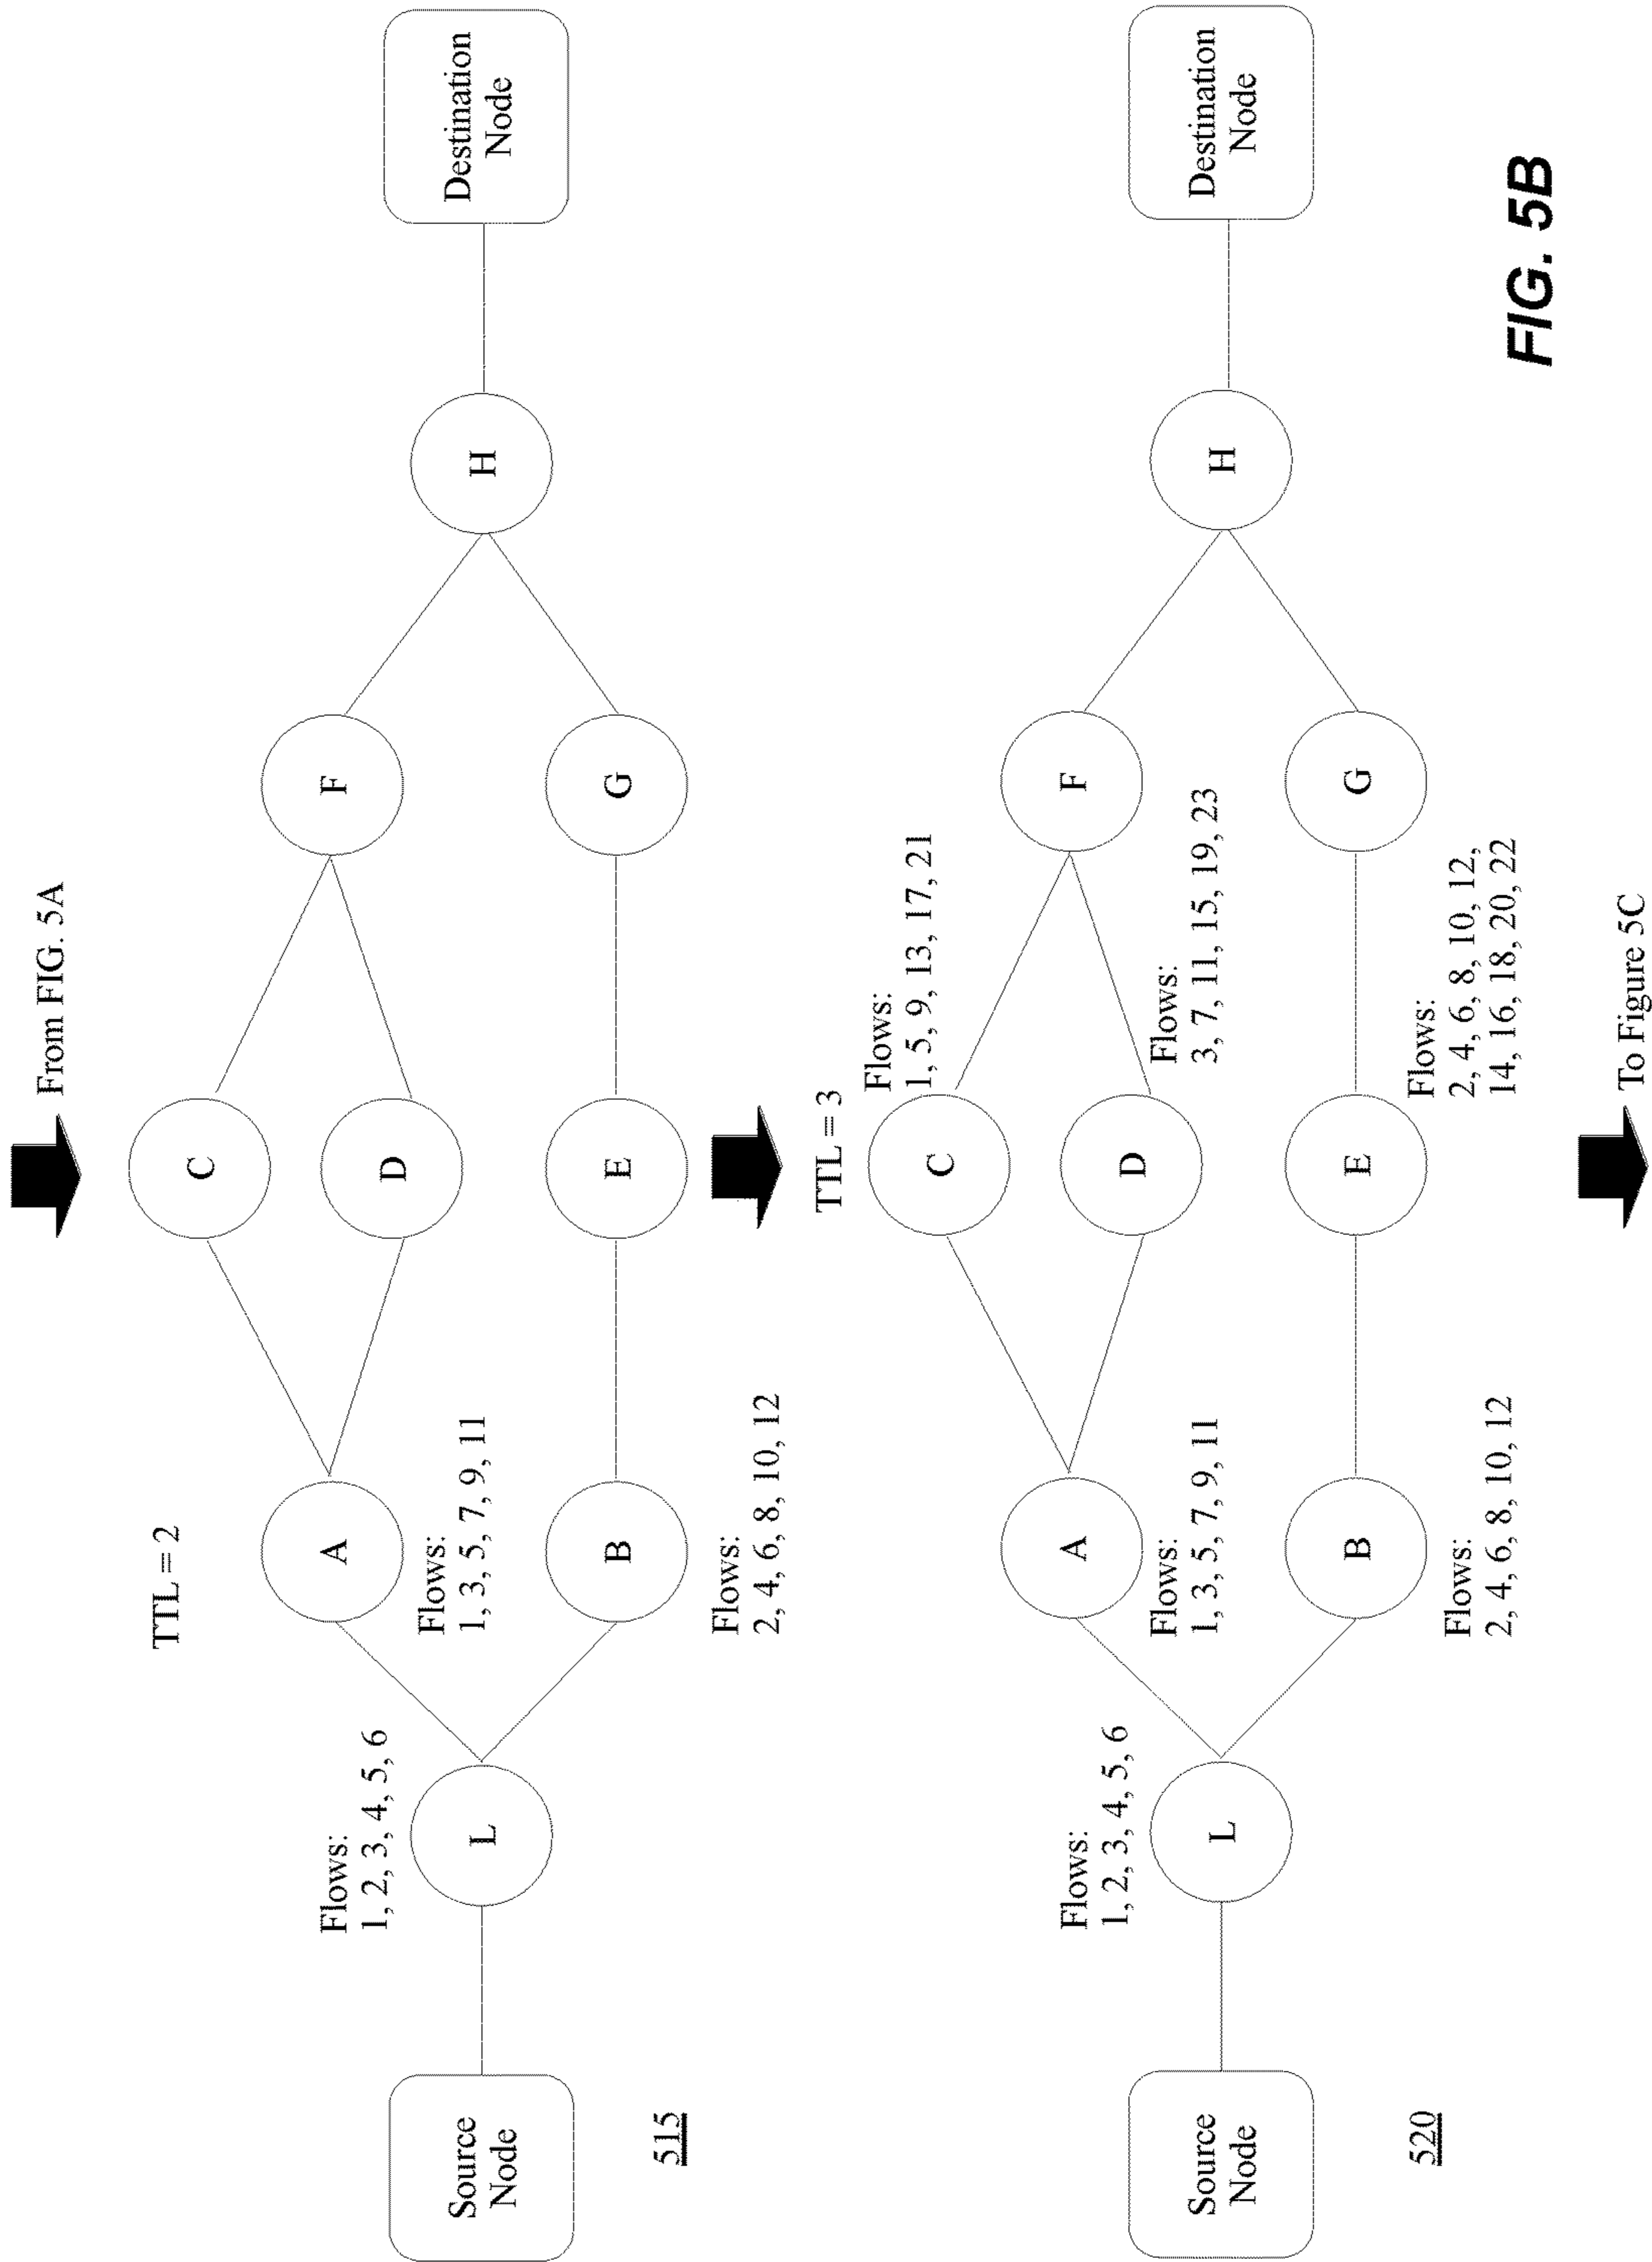 From FIG. 5A
TTL = 2
Source
Node
Flows:
1, 2, 3, 4, 5, 6
L
A
Flows:
1, 3, 5, 7, 9, 11
B
Flows:
2, 4, 6, 8, 10, 12
C
D
E
F
G
H
Destination
Node
515
TTL = 3
Source
Node
Flows:
1, 2, 3, 4, 5, 6
L
A
Flows:
1, 3, 5, 7, 9, 11
B
Flows:
2, 4, 6, 8, 10, 12
C
Flows:
1, 5, 9, 13, 17, 21
D
Flows:
3, 7, 11, 15, 19, 23
E
Flows:
2, 4, 6, 8, 10, 12,
14, 16, 18, 20, 22
F
G
H
Destination
Node
520
To Figure 5C
FIG. 5B